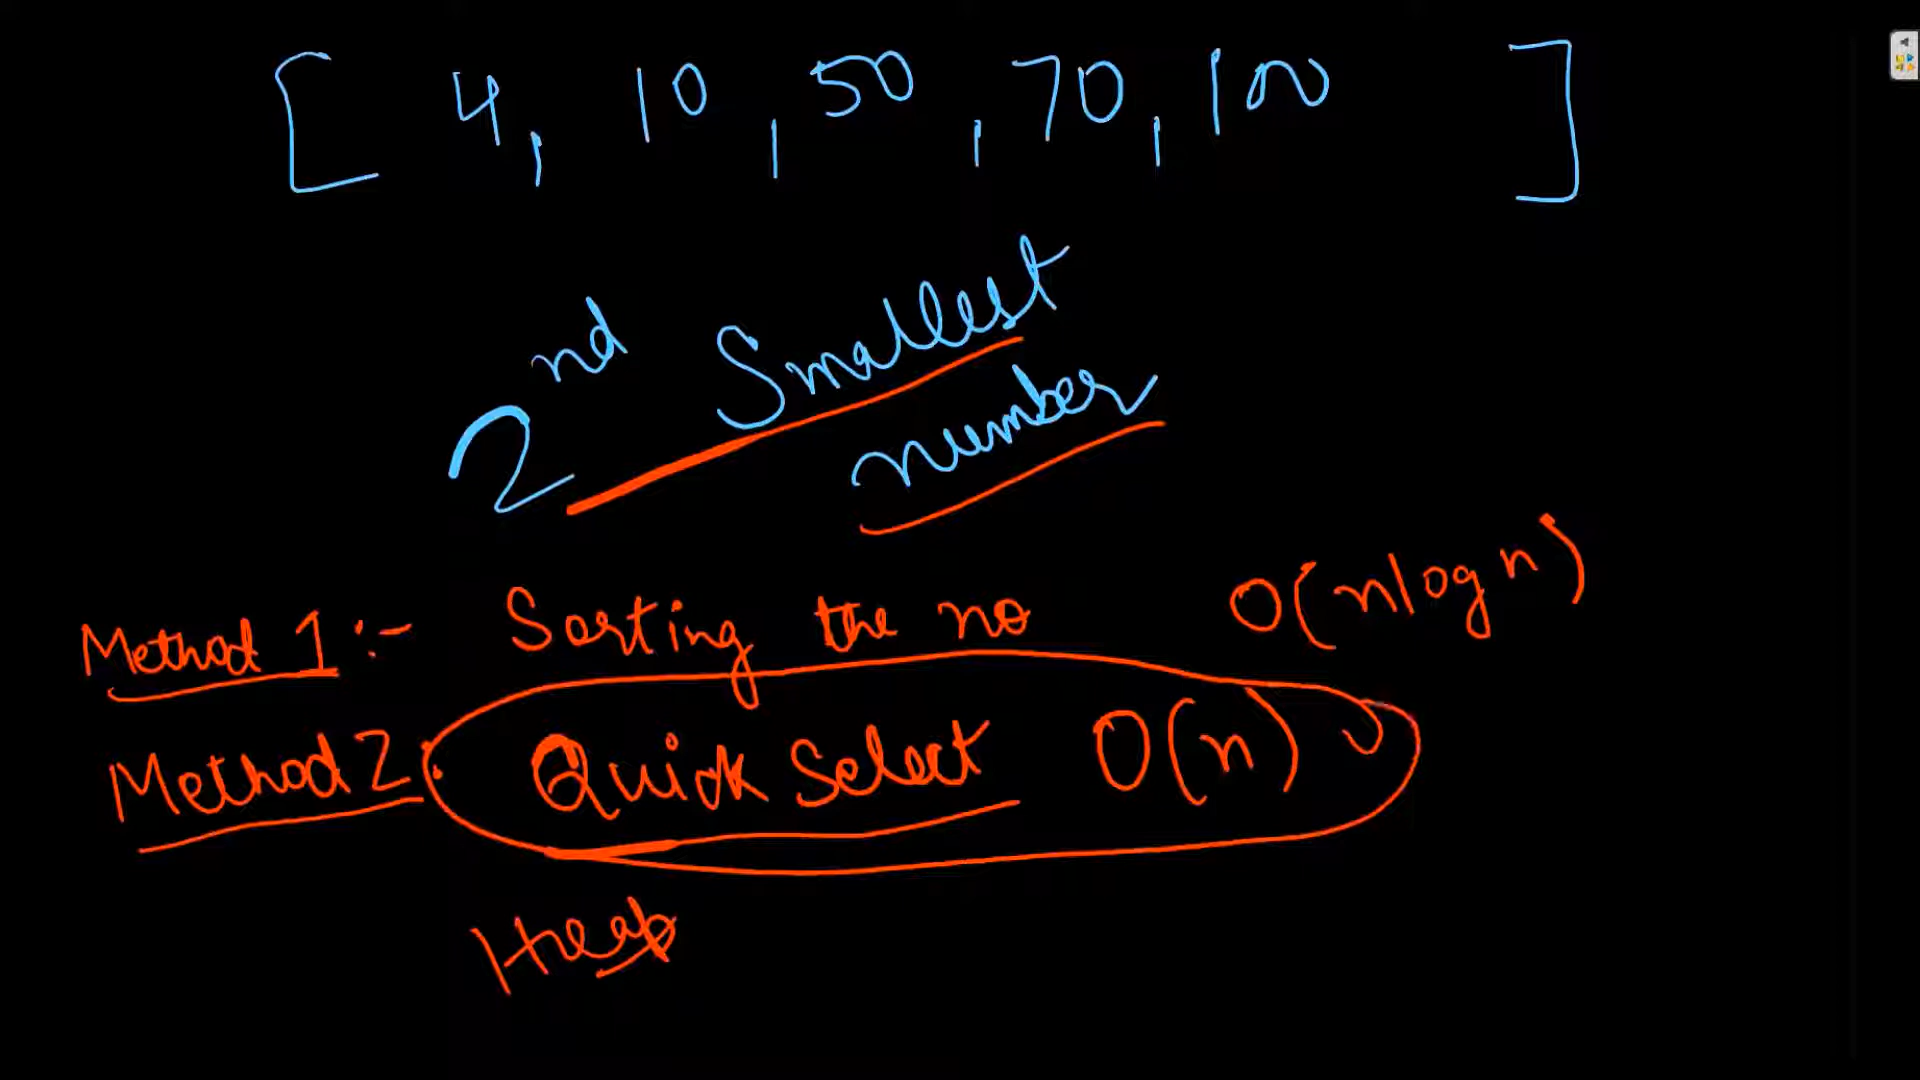 [ 4, 10, 50, 70, 100 ]
2nd Smallest
number
Method 1:- Sorting the no O(nlogn)
Method 2. Quick Select O(n)
Heap